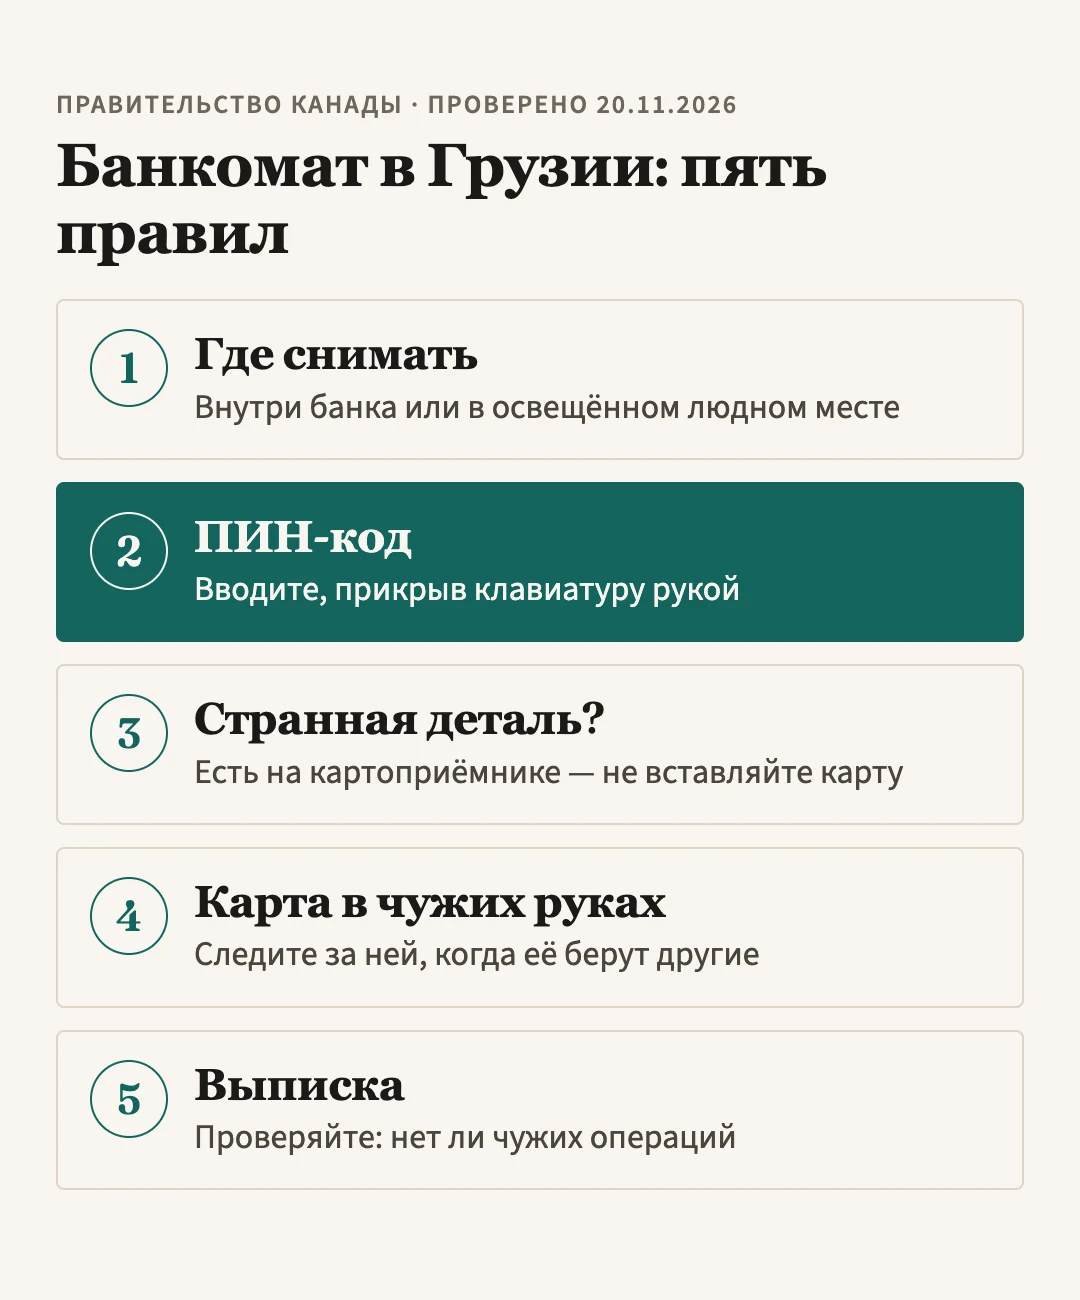 ПРАВИТЕЛЬСТВО КАНАДЫ · ПРОВЕРЕНО 20.11.2026
Банкомат в Грузии: пять
правил
1
Где снимать
Внутри банка или в освещённом людном месте
2
ПИН-код
Вводите, прикрыв клавиатуру рукой
3
Странная деталь?
Есть на картоприёмнике — не вставляйте карту
4
Карта в чужих руках
Следите за ней, когда её берут другие
5
Выписка
Проверяйте: нет ли чужих операций